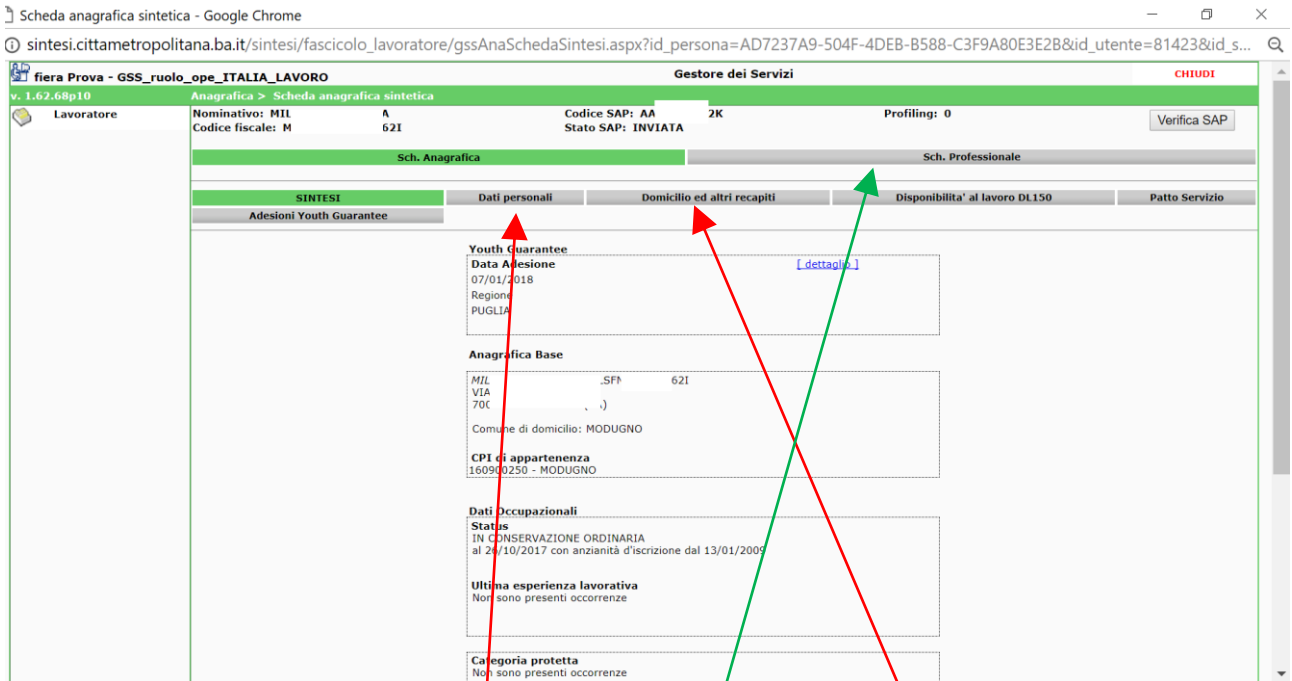 Scheda anagrafica sintetica - Google Chrome
sintesi.cittametropolitana.ba.it/sintesi/fascicolo_lavoratore/gssAnaSchedaSintesi.aspx?id_persona=AD7237A9-504F-4DEB-B588-C3F9A80E3E2B&id_utente=81423&id_s...
fiera Prova - GSS_ruolo_ope_ITALIA_LAVORO Gestore dei Servizi CHIUDI
v. 1.62.68p10 Anagrafica > Scheda anagrafica sintetica
Lavoratore Nominativo: MIL A Codice SAP: AA 2K Profiling: 0 Verifica SAP
Codice fiscale: M 62I Stato SAP: INVIATA
Sch. Anagrafica Sch. Professionale
SINTESI Dati personali Domicilio ed altri recapiti Disponibilita' al lavoro DL150 Patto Servizio
Adesioni Youth Guarantee
Youth Guarantee
Data Adesione [ dettaglio ]
07/01/2018
Regione
PUGLIA
Anagrafica Base
MIL 62I
VIA
700
Comune di domicilio: MODUGNO
CPI di appartenenza
160900250 - MODUGNO
Dati Occupazionali
Status
IN CONSERVAZIONE ORDINARIA
al 26/10/2017 con anzianità d'iscrizione dal 13/01/2009
Ultima esperienza lavorativa
Non sono presenti occorrenze
Categoria protetta
Non sono presenti occorrenze